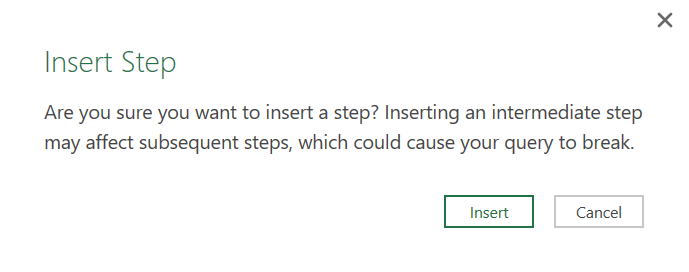 Insert Step
Are you sure you want to insert a step? Inserting an intermediate step
may affect subsequent steps, which could cause your query to break.
Insert
Cancel